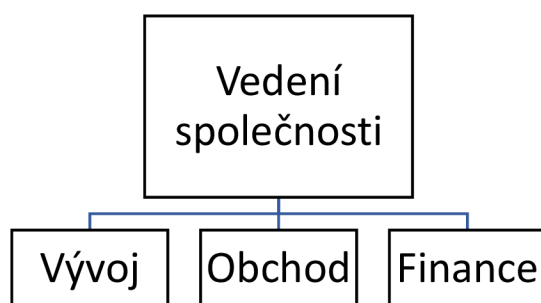 Vedení
společnosti
Vývoj
Obchod
Finance